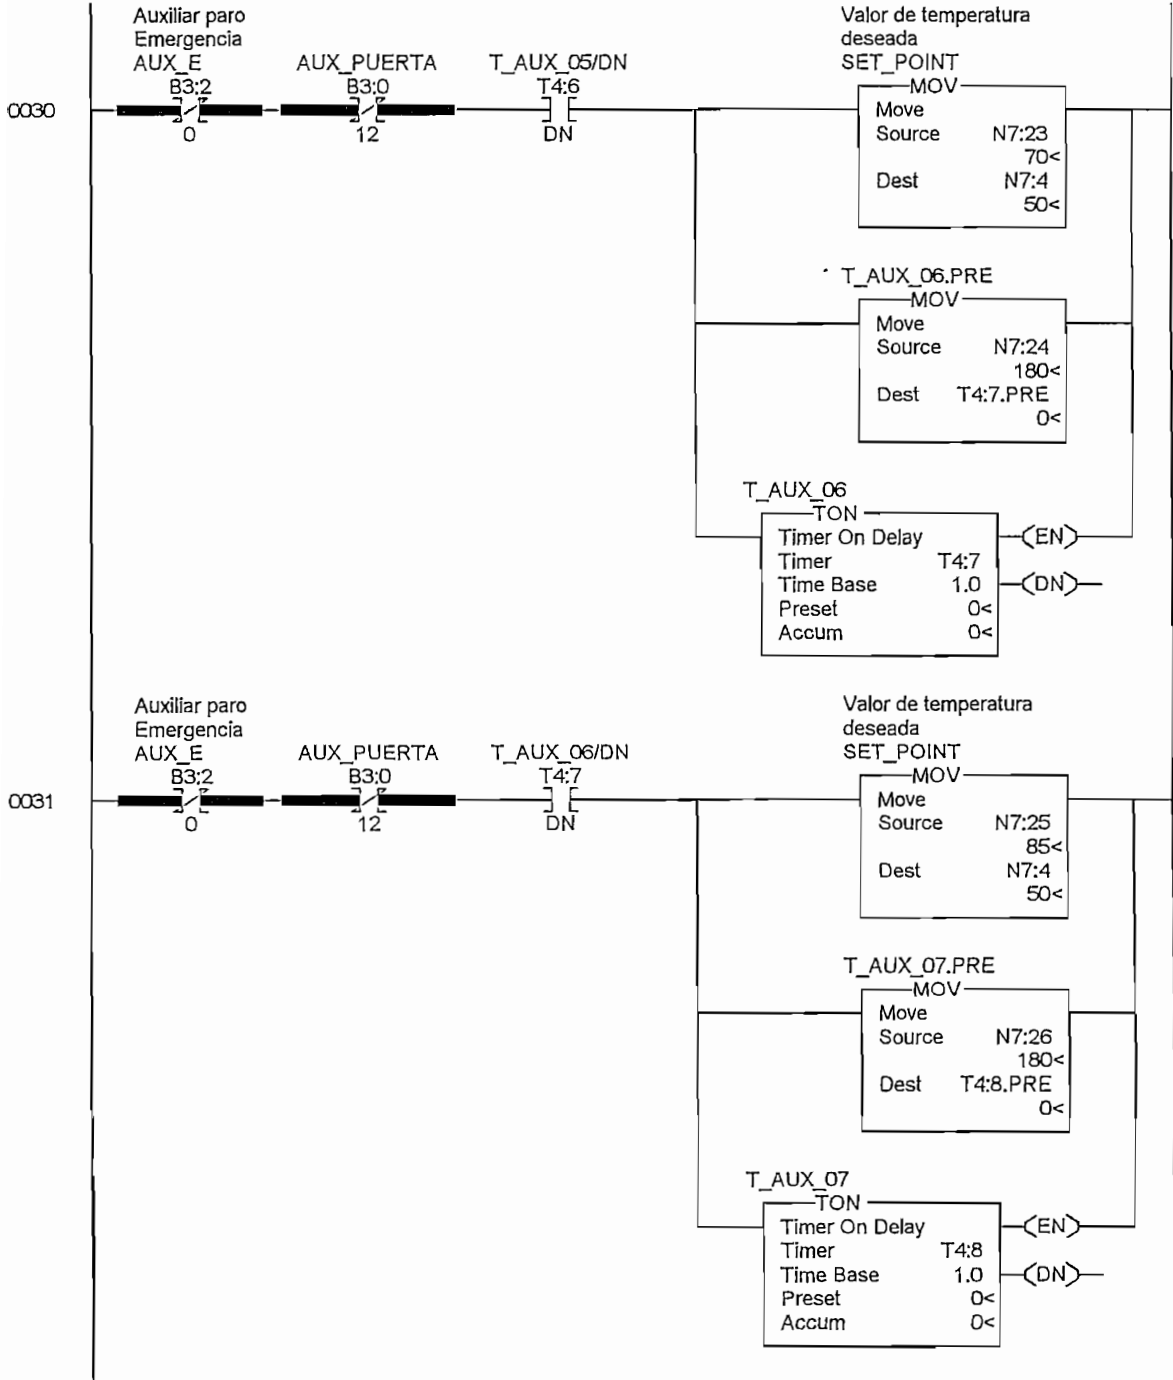 Auxiliar paro
Emergencia
AUX_E
B3:2
0
AUX_PUERTA
B3:0
12
T_AUX_05/DN
T4:6
DN
Valor de temperatura
deseada
SET_POINT
0030
MOV
Move
Source N7:23
70<
Dest N7:4
50<
T_AUX_06.PRE
MOV
Move
Source N7:24
180<
Dest T4:7.PRE
0<
T_AUX_06
TON
Timer On Delay
Timer T4:7
Time Base 1.0
Preset 0<
Accum 0<
(EN)
(DN)
Auxiliar paro
Emergencia
AUX_E
B3:2
0
AUX_PUERTA
B3:0
12
T_AUX_06/DN
T4:7
DN
Valor de temperatura
deseada
SET_POINT
0031
MOV
Move
Source N7:25
85<
Dest N7:4
50<
T_AUX_07.PRE
MOV
Move
Source N7:26
180<
Dest T4:8.PRE
0<
T_AUX_07
TON
Timer On Delay
Timer T4:8
Time Base 1.0
Preset 0<
Accum 0<
(EN)
(DN)